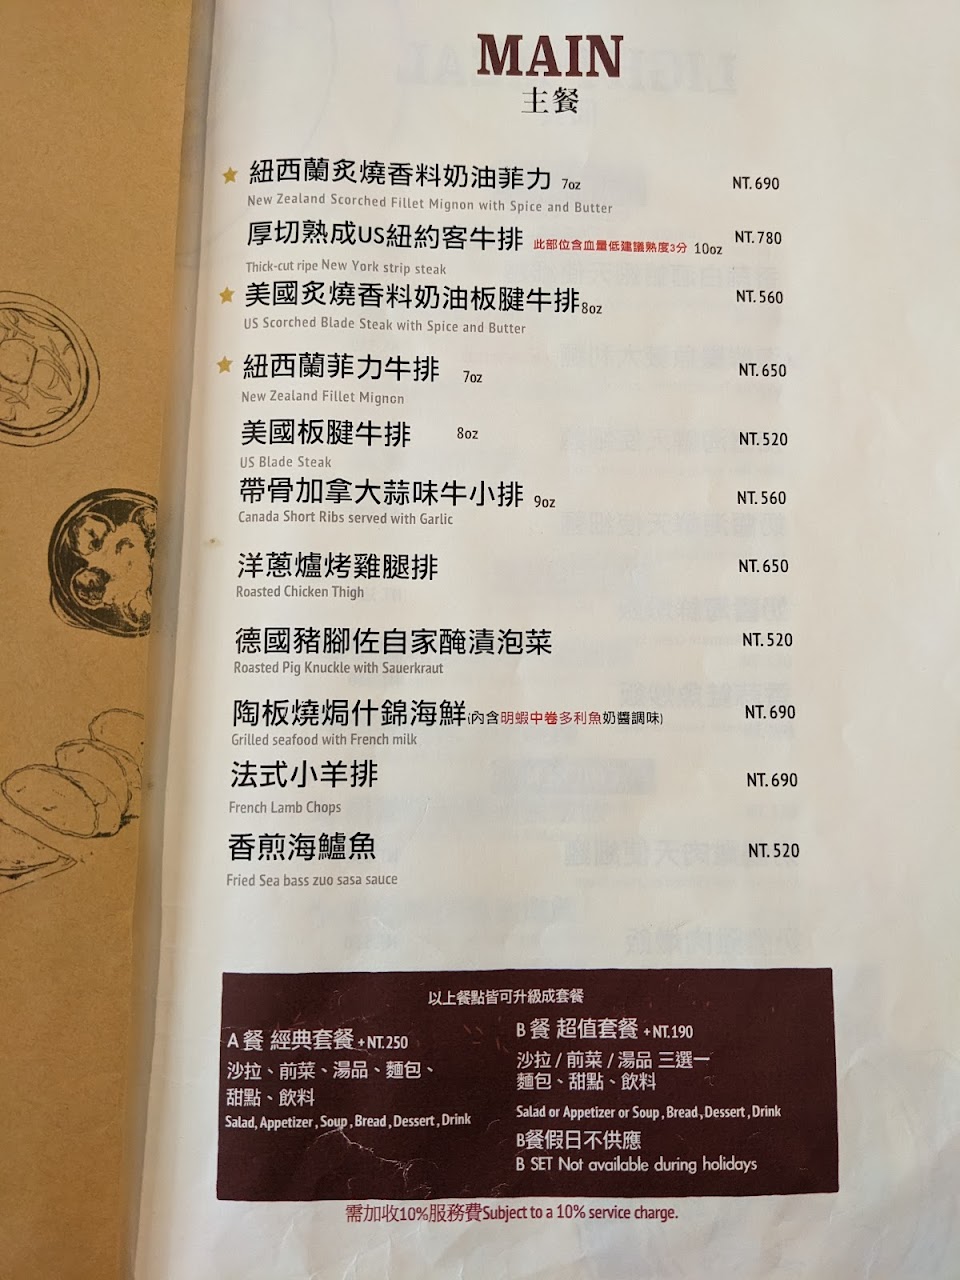 MAIN
主餐
紐西蘭炙燒香料奶油菲力 7oz NT.690
New Zealand Scorched Fillet Mignon with Spice and Butter
厚切熟成US紐約客牛排 此部位含血量低建議熟度3分 10oz NT.780
Thick-cut ripe New York strip steak
美國炙燒香料奶油板腱牛排8oz NT.560
US Scorched Blade Steak with Spice and Butter
紐西蘭菲力牛排 7oz NT.650
New Zealand Fillet Mignon
美國板腱牛排 8oz NT.520
US Blade Steak
帶骨加拿大蒜味牛小排 9oz NT.560
Canada Short Ribs served with Garlic
洋蔥爐烤雞腿排 NT.650
Roasted Chicken Thigh
德國豬腳佐自家醃漬泡菜 NT.520
Roasted Pig Knuckle with Sauerkraut
陶板燒焗什錦海鮮(內含明蝦中卷多利魚奶醬調味) NT.690
Grilled seafood with French milk
法式小羊排 NT.690
French Lamb Chops
香煎海鱸魚 NT.520
Fried Sea bass zuo sasa sauce
以上餐點皆可升級成套餐
A 餐 經典套餐 +NT.250
沙拉、前菜、湯品、麵包、
甜點、飲料
Salad, Appetizer, Soup, Bread, Dessert, Drink
B 餐 超值套餐 +NT.190
沙拉 / 前菜 / 湯品 三選一
麵包、甜點、飲料
Salad or Appetizer or Soup, Bread, Dessert, Drink
B餐假日不供應
B SET Not available during holidays
需加收10%服務費Subject to a 10% service charge.